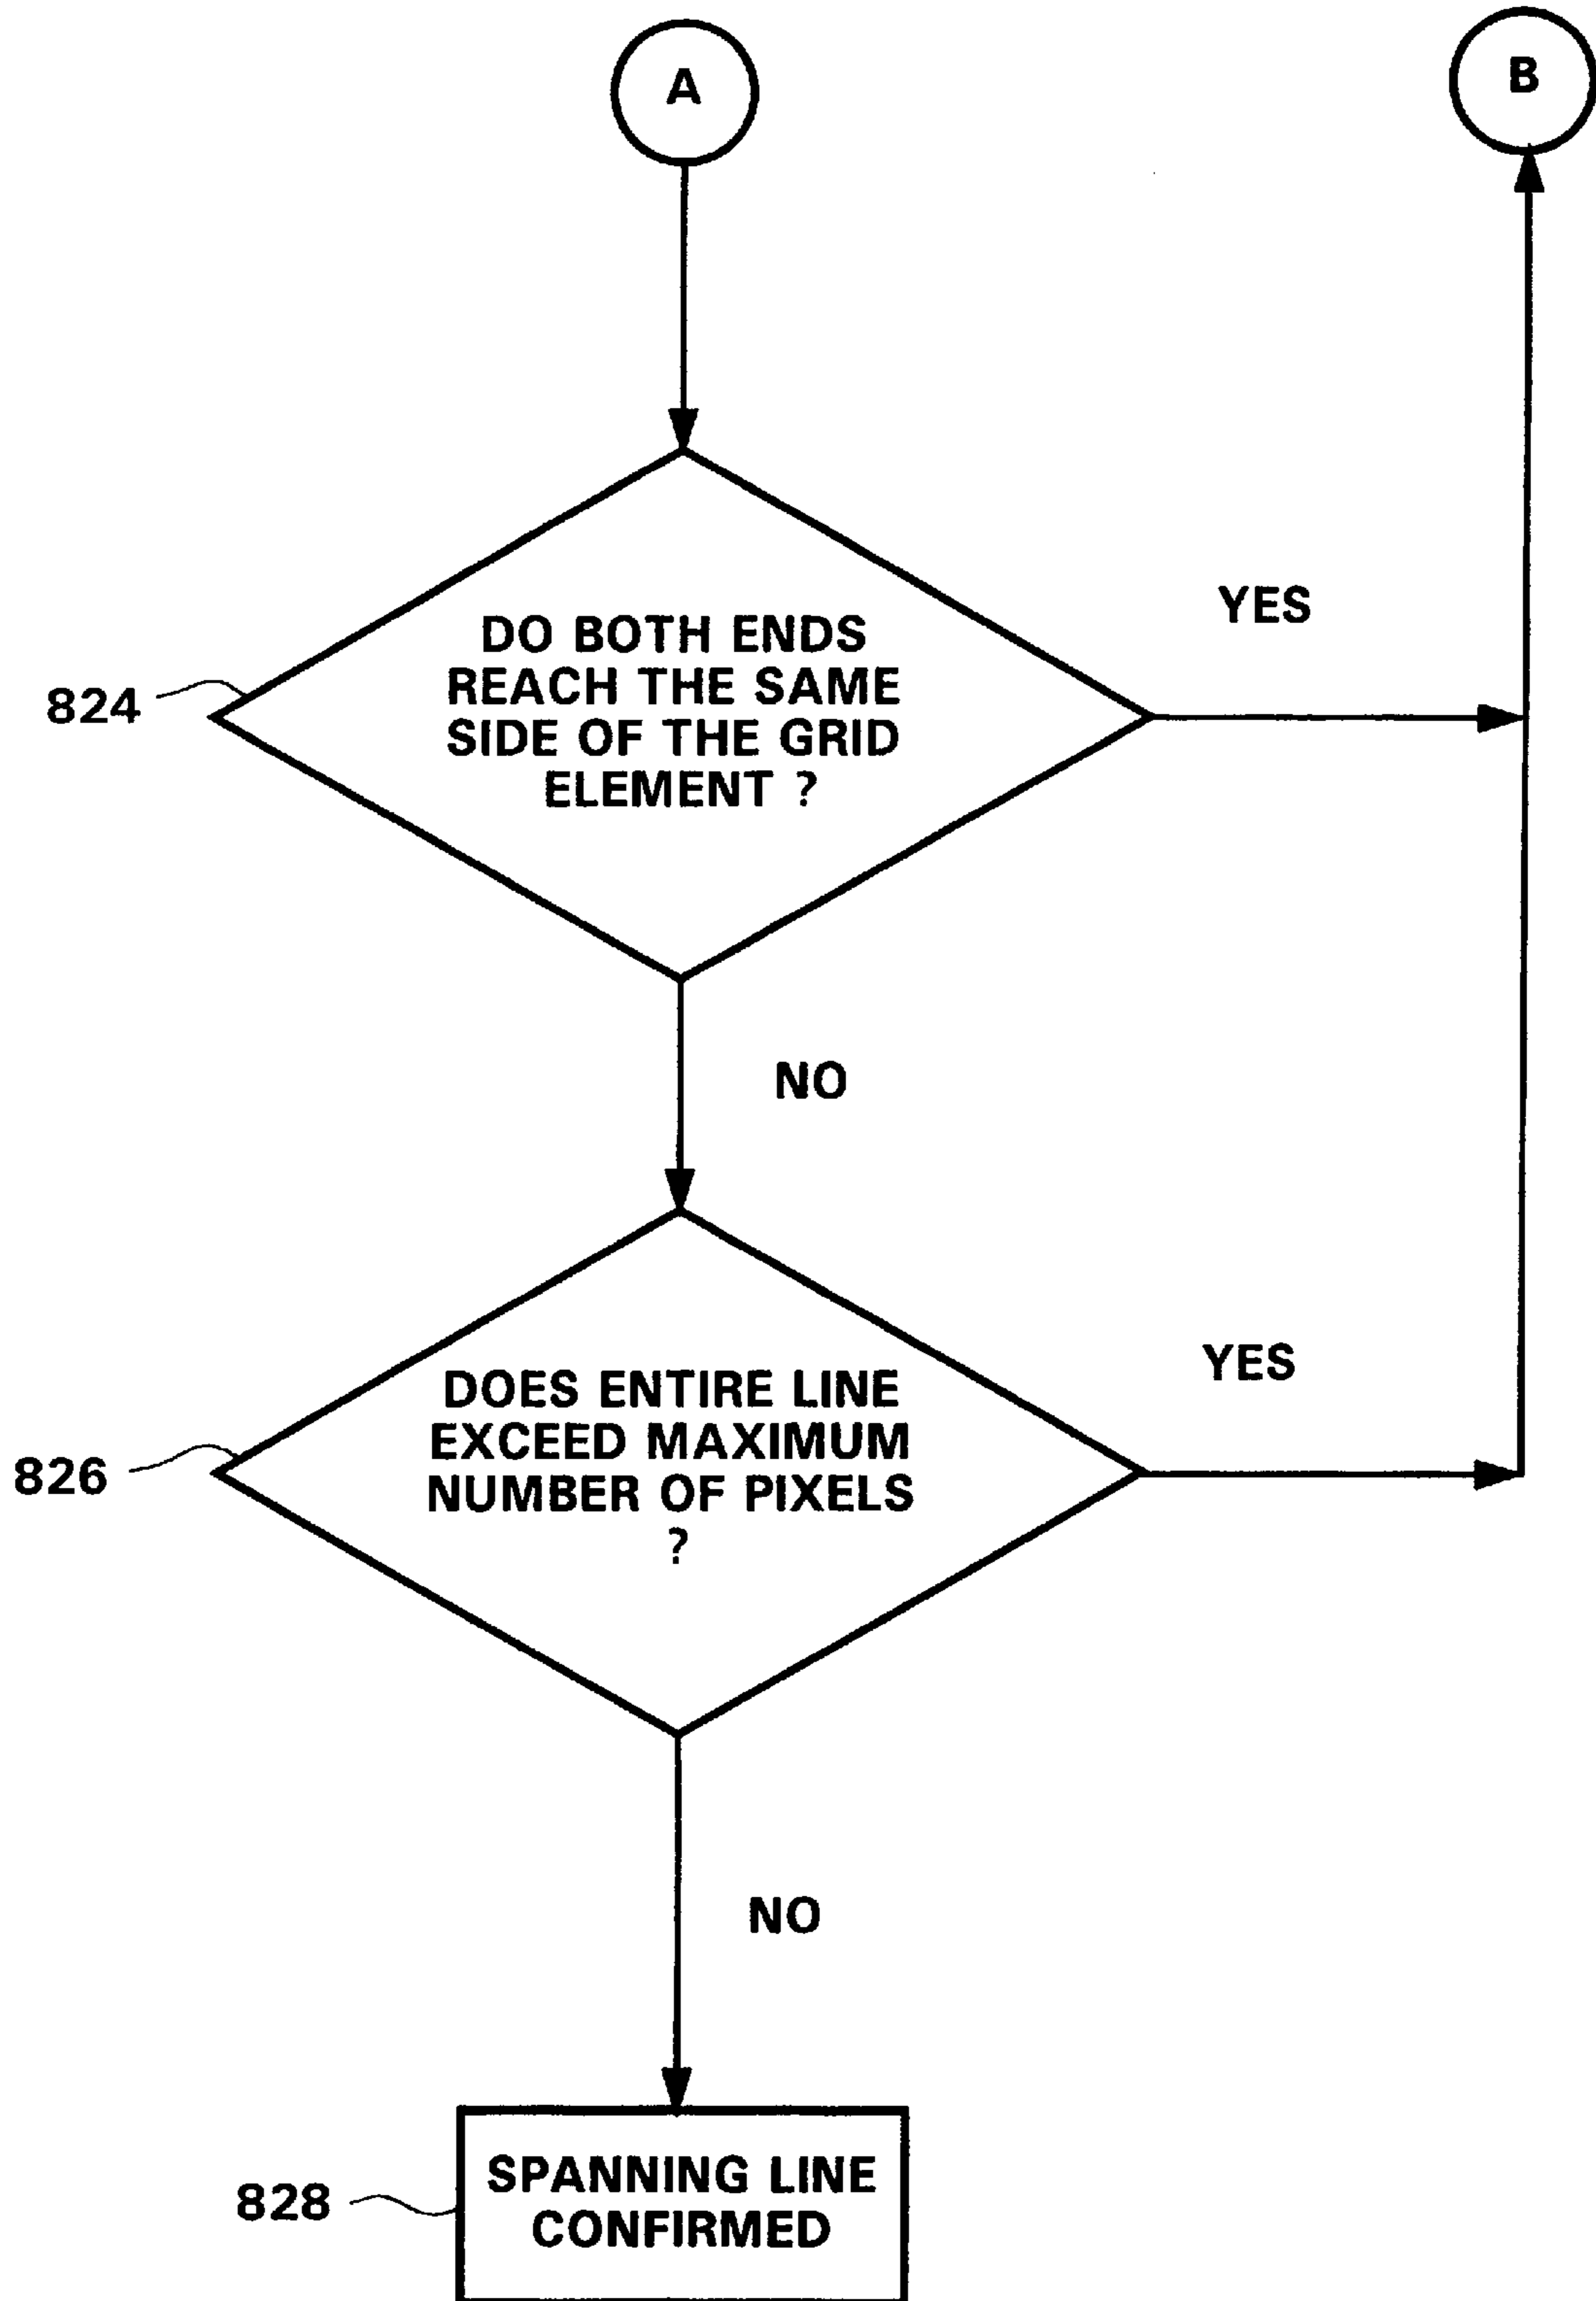 A
B
DO BOTH ENDS
REACH THE SAME
SIDE OF THE GRID
ELEMENT ?
YES
824
NO
DOES ENTIRE LINE
EXCEED MAXIMUM
NUMBER OF PIXELS
?
YES
826
NO
SPANNING LINE
CONFIRMED
828